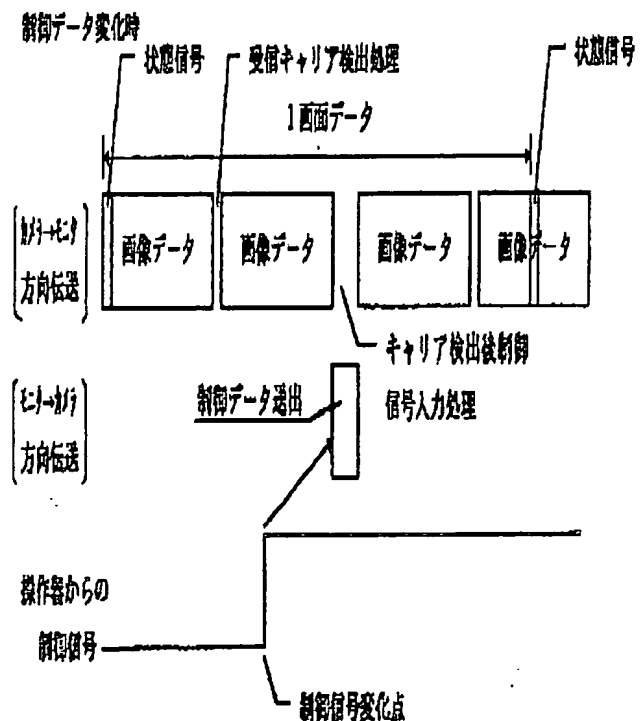 制御データ変化時
状態信号
受信キャリア検出処理
状態信号
1画面データ
カメラ→モニタ
方向伝送
画像データ
画像データ
画像データ
画像データ
キャリア検出後制御
信号入力処理
モニタ→カメラ
方向伝送
制御データ送出
操作器からの
制御信号
制御信号変化点